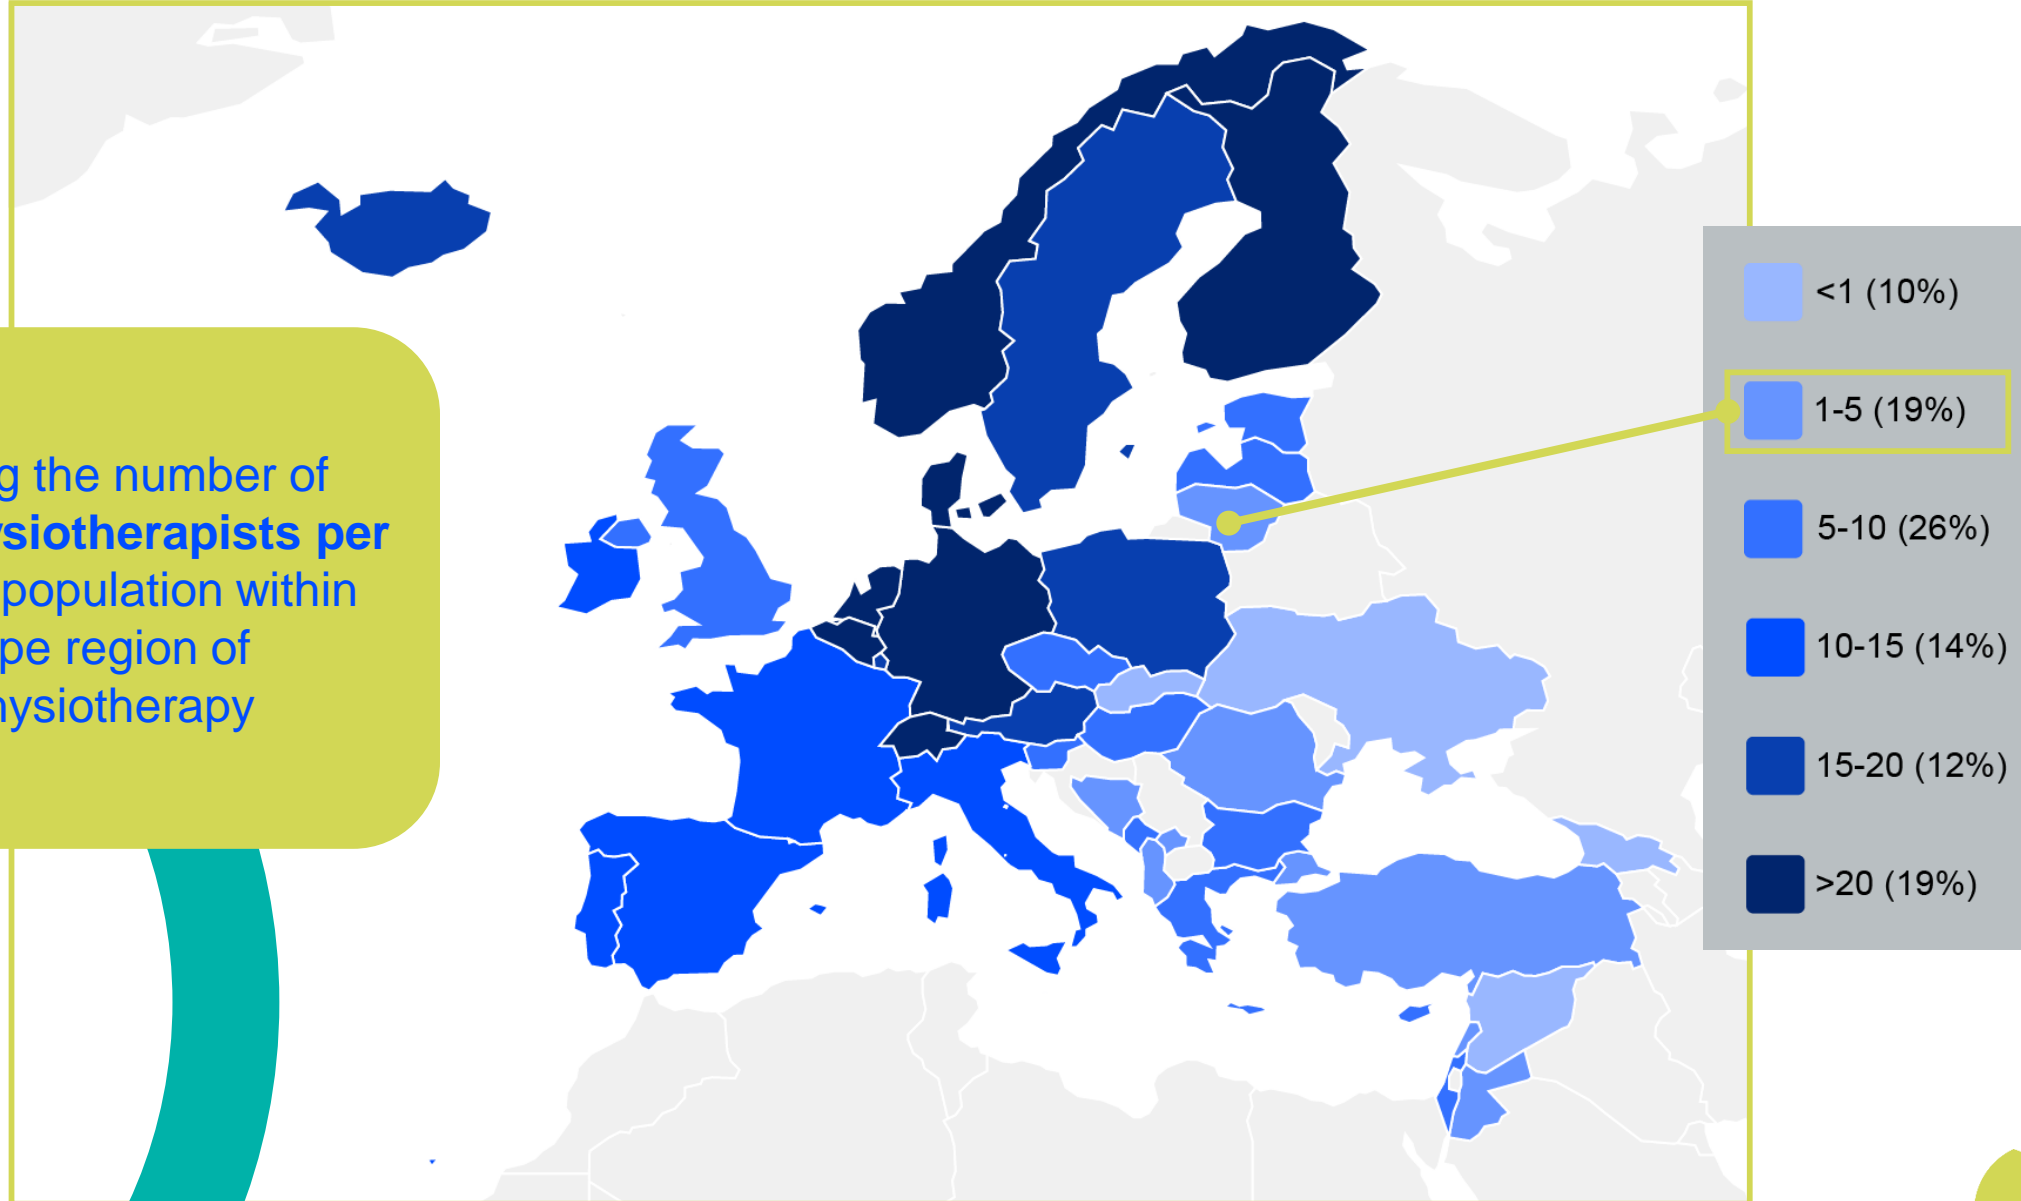 g the number of
ysiotherapists per
population within
pe region of
hysiotherapy
<1 (10%)
1-5 (19%)
5-10 (26%)
10-15 (14%)
15-20 (12%)
>20 (19%)